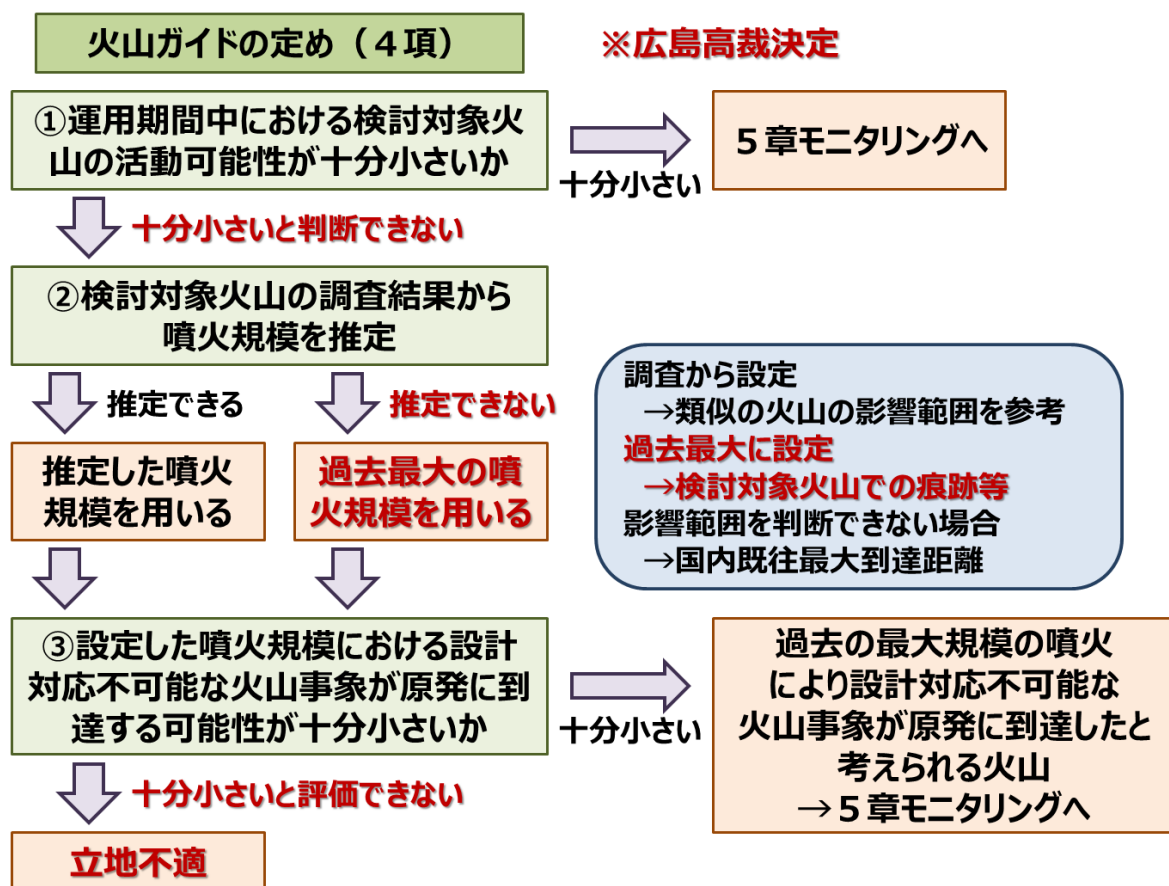 火山ガイドの定め（４項）
※広島高裁決定
①運用期間中における検討対象火
山の活動可能性が十分小さいか
十分小さい
５章モニタリングへ
十分小さいと判断できない
②検討対象火山の調査結果から
噴火規模を推定
推定できる
推定できない
推定した噴火
規模を用いる
過去最大の噴
火規模を用いる
調査から設定
→類似の火山の影響範囲を参考
過去最大に設定
→検討対象火山での痕跡等
影響範囲を判断できない場合
→国内既往最大到達距離
③設定した噴火規模における設計
対応不可能な火山事象が原発に到
達する可能性が十分小さいか
十分小さい
過去の最大規模の噴火
により設計対応不可能な
火山事象が原発に到達したと
考えられる火山
→５章モニタリングへ
十分小さいと評価できない
立地不適